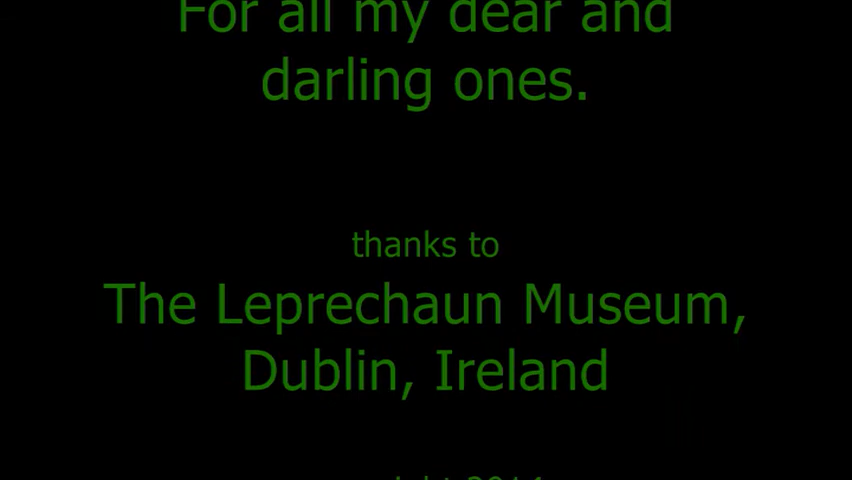 For all my dear and
darling ones.
thanks to
The Leprechaun Museum,
Dublin, Ireland